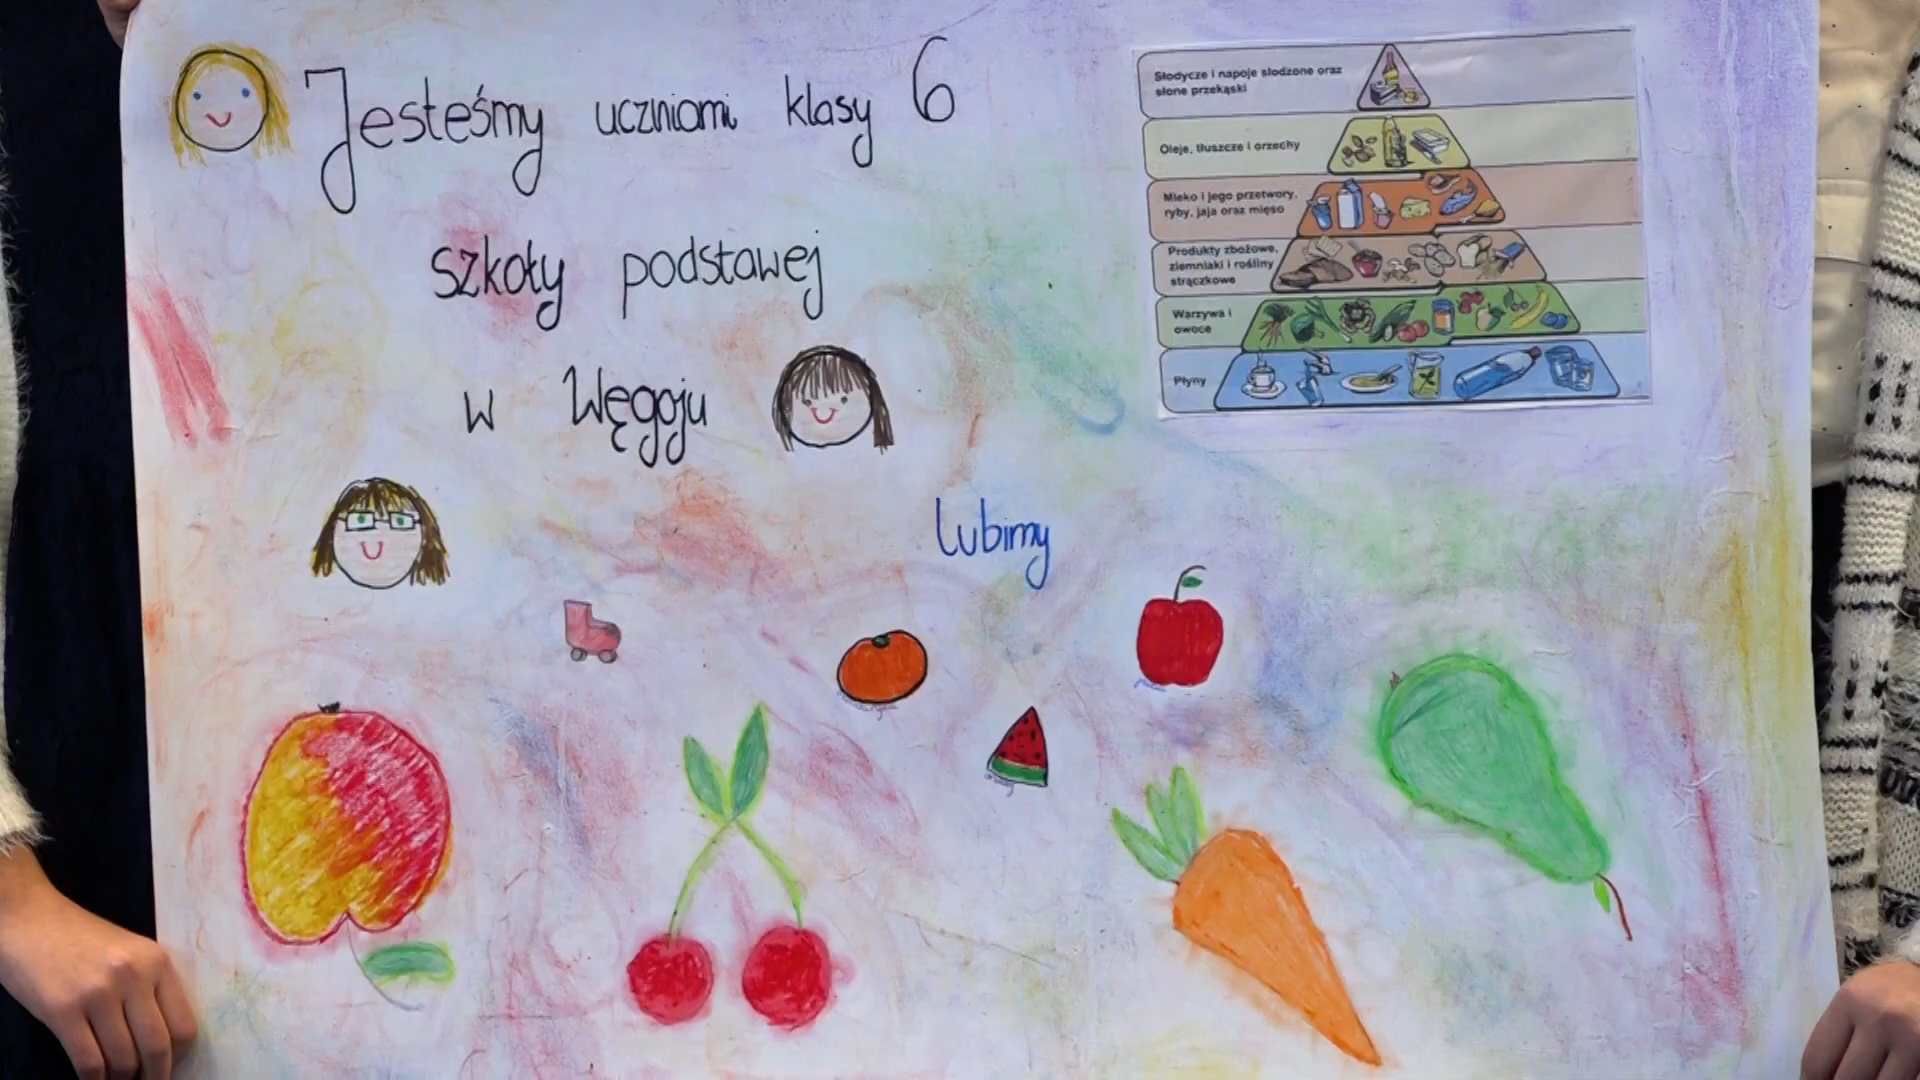 Jesteśmy uczniami klasy 6
szkoły podstawej
w Węgoju
Lubimy
Słodycze i napoje słodzone oraz
słone przekąski
Oleje, tłuszcze i orzechy
Mleko i jego przetwory,
ryby, jaja oraz mięso
Produkty zbożowe,
ziemniaki i rośliny
strączkowe
Warzywa i
owoce
Płyny